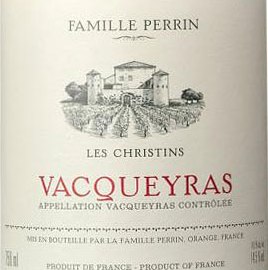 FAMILLE PERRIN
LES CHRISTINS
VACQUEYRAS
APPELLATION VACQUEYRAS CONTRÔLÉE
MIS EN BOUTEILLE PAR LA FAMILLE PERRIN, ORANGE, FRANCE
PRODUIT DE FRANCE - PRODUCT OF FRANCE